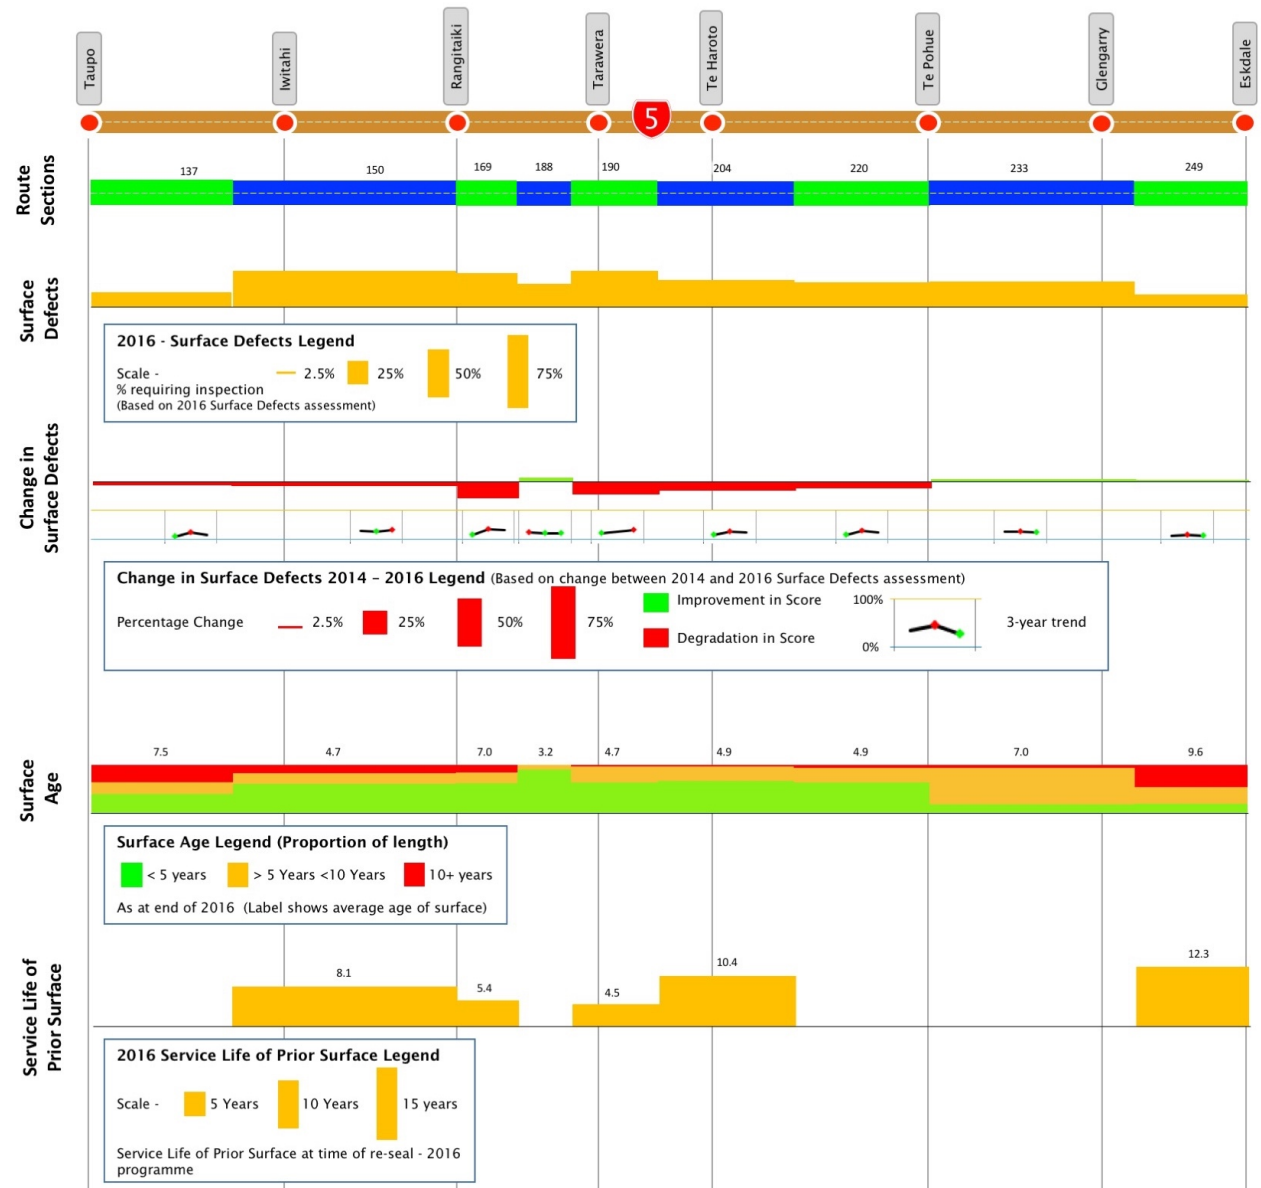 Taupo
Iwitahi
Rangitaiki
Tarawera
Te Haroto
Te Pohue
Glengarry
Eskdale
5
Route
Sections
137
150
169
188
190
204
220
233
249
Surface
Defects
2016 - Surface Defects Legend
Scale -
% requiring inspection
(Based on 2016 Surface Defects assessment)
2.5%
25%
50%
75%
Change in
Surface Defects
Change in Surface Defects 2014 – 2016 Legend (Based on change between 2014 and 2016 Surface Defects assessment)
Percentage Change
2.5%
25%
50%
75%
Improvement in Score
Degradation in Score
100%
0%
3-year trend
Surface
Age
7.5
4.7
7.0
3.2
4.7
4.9
4.9
7.0
9.6
Surface Age Legend (Proportion of length)
< 5 years
> 5 Years <10 Years
10+ years
As at end of 2016 (Label shows average age of surface)
Service Life of
Prior Surface
8.1
5.4
4.5
10.4
12.3
2016 Service Life of Prior Surface Legend
Scale -
5 Years
10 Years
15 years
Service Life of Prior Surface at time of re-seal - 2016
programme